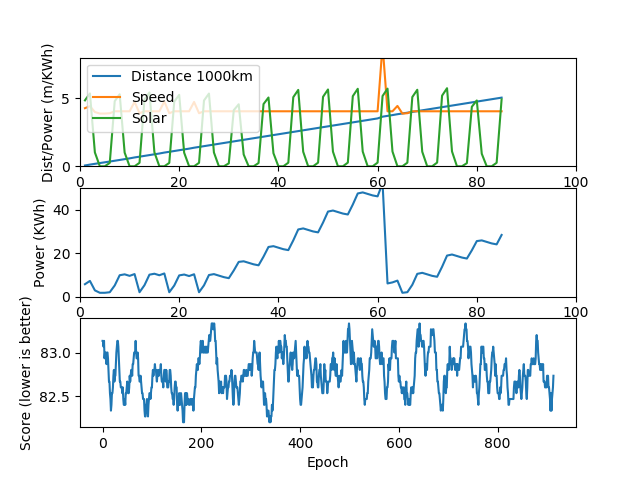 Dist/Power (m/KWh)
Distance 1000km
Speed
Solar
5
0
0 20 40 60 80 100
Power (KWh)
40
20
0
0 20 40 60 80 100
Score (lower is better)
83.0
82.5
0 200 400 600 800
Epoch